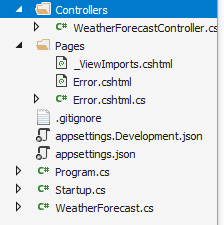 Controllers
C# WeatherForecastController.cs
Pages
_ViewImports.cshtml
Error.cshtml
C# Error.cshtml.cs
.gitignore
appsettings.Development.json
appsettings.json
C# Program.cs
C# Startup.cs
C# WeatherForecast.cs